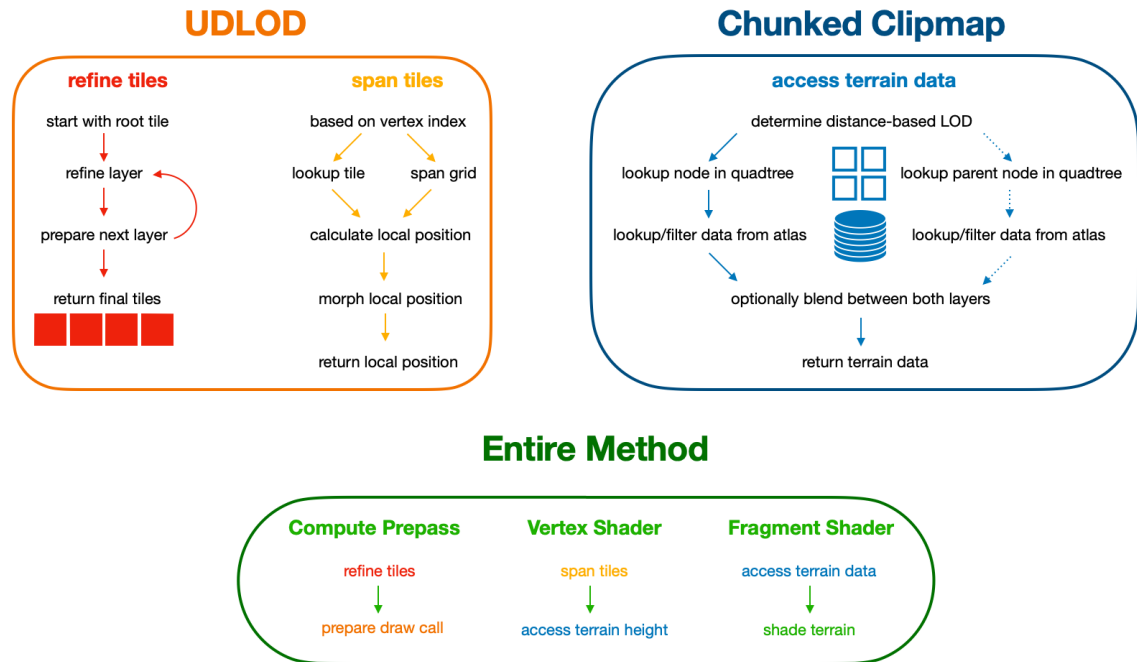 UDLOD
refine tiles
start with root tile
refine layer
prepare next layer
return final tiles
span tiles
based on vertex index
lookup tile
span grid
calculate local position
morph local position
return local position
Chunked Clipmap
access terrain data
determine distance-based LOD
lookup node in quadtree
lookup parent node in quadtree
lookup/filter data from atlas
lookup/filter data from atlas
optionally blend between both layers
return terrain data
Entire Method
Compute Prepass
refine tiles
prepare draw call
Vertex Shader
span tiles
access terrain height
Fragment Shader
access terrain data
shade terrain